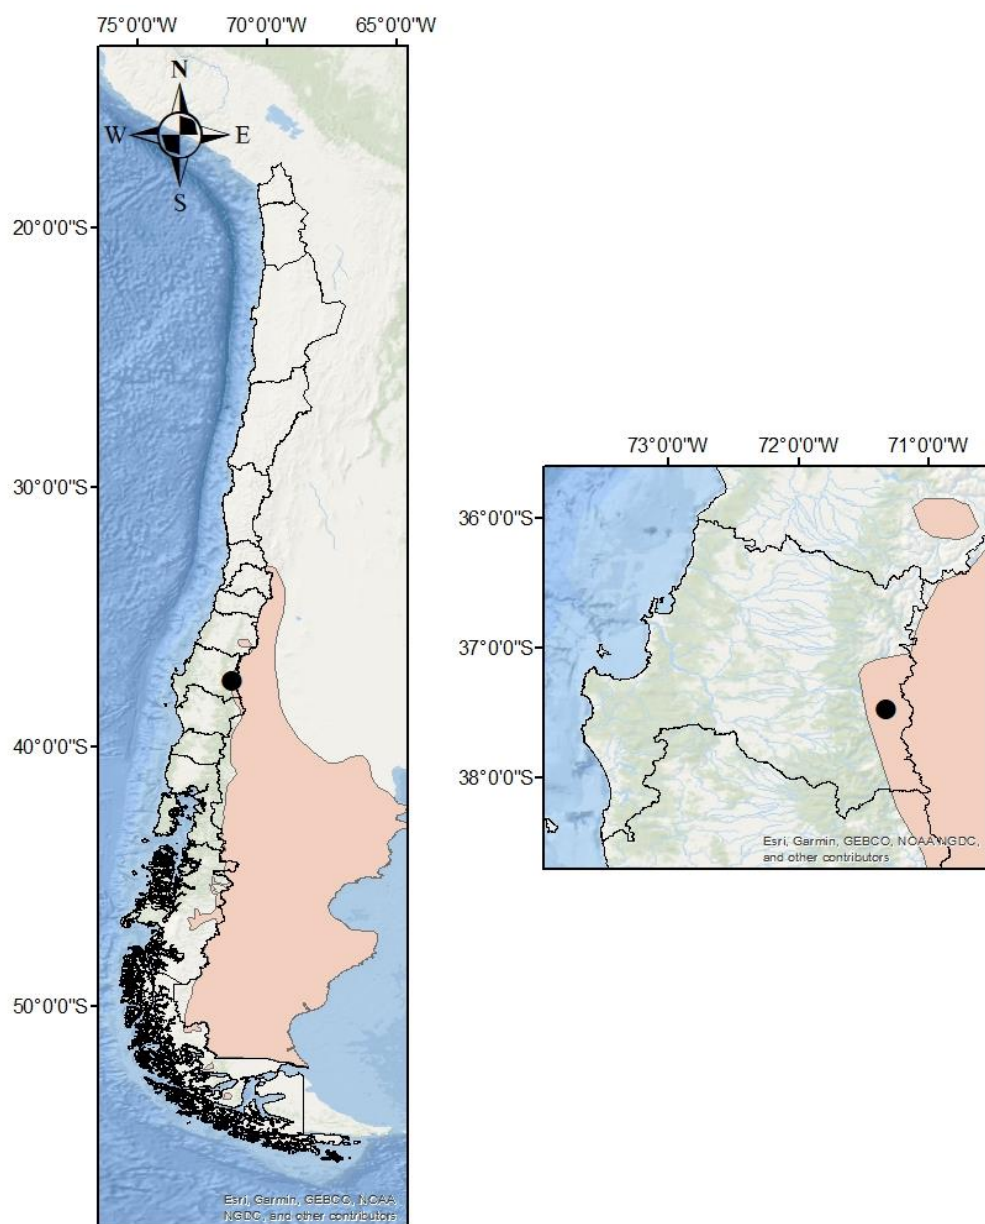 75°0'0"W 70°0'0"W 65°0'0"W
N
W E
S
20°0'0"S
30°0'0"S
40°0'0"S
50°0'0"S
Esri, Garmin, GEBCO, NOAA
NGDC, and other contributors
73°0'0"W 72°0'0"W 71°0'0"W
36°0'0"S
37°0'0"S
38°0'0"S
Esri, Garmin, GEBCO, NOAA NGDC,
and other contributors